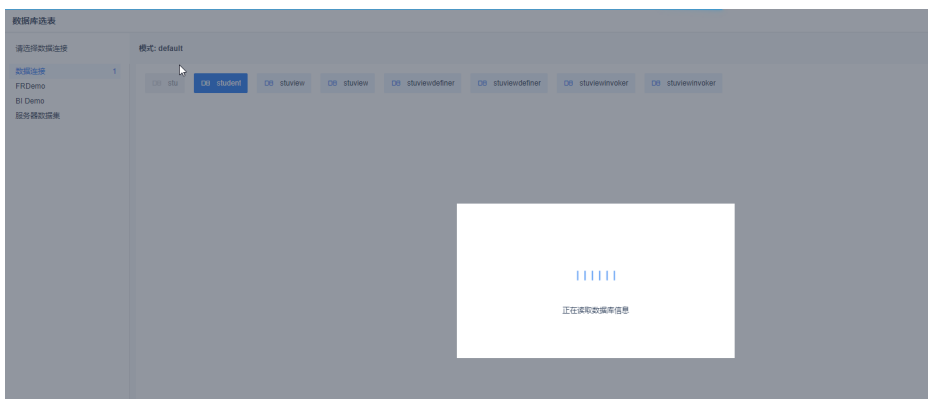 数据库选表
请选择数据连接
模式: default
数据连接 1
FRDemo
BI Demo
服务器数据集
DB stu DB student DB stuview DB stuview DB stuviewdefiner DB stuviewdefiner DB stuviewinvoker DB stuviewinvoker
正在读取数据库信息